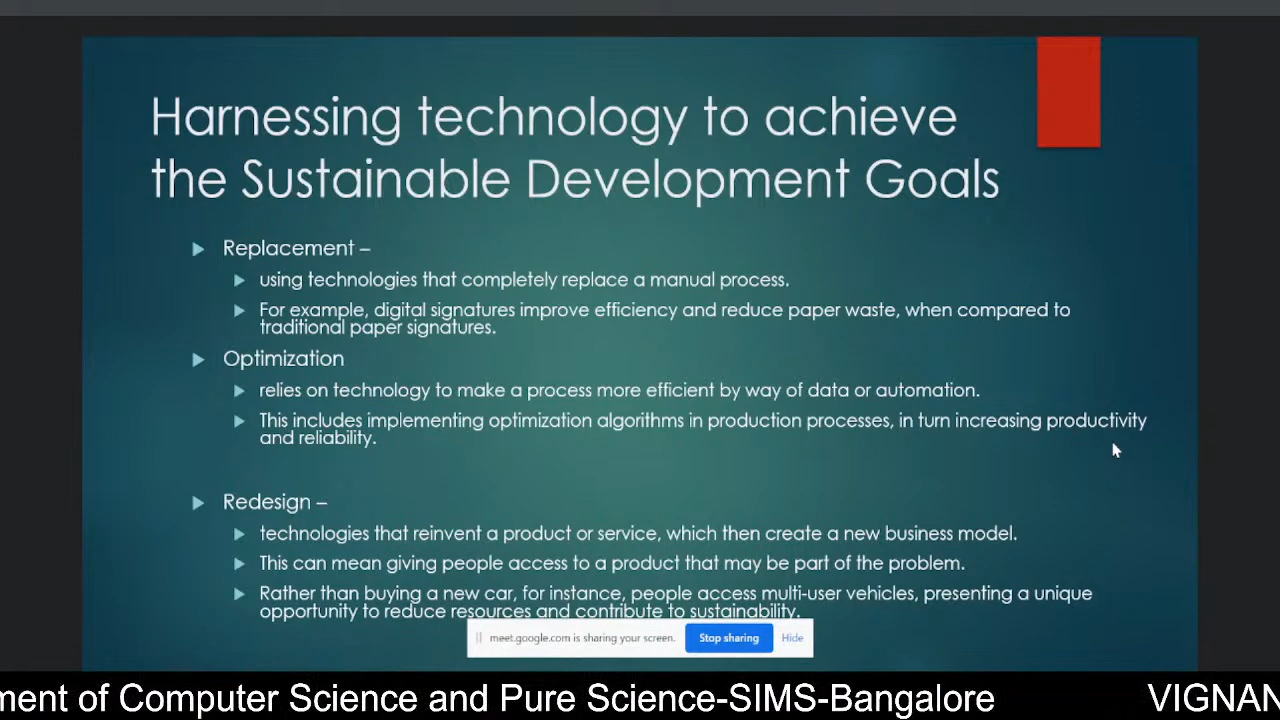 Harnessing technology to achieve
the Sustainable Development Goals
Replacement –
using technologies that completely replace a manual process.
For example, digital signatures improve efficiency and reduce paper waste, when compared to
traditional paper signatures.
Optimization
relies on technology to make a process more efficient by way of data or automation.
This includes implementing optimization algorithms in production processes, in turn increasing productivity
and reliability.
Redesign –
technologies that reinvent a product or service, which then create a new business model.
This can mean giving people access to a product that may be part of the problem.
Rather than buying a new car, for instance, people access multi-user vehicles, presenting a unique
opportunity to reduce resources and contribute to sustainability.
meet.google.com is sharing your screen. Stop sharing Hide
ment of Computer Science and Pure Science-SIMS-Bangalore VIGNAN